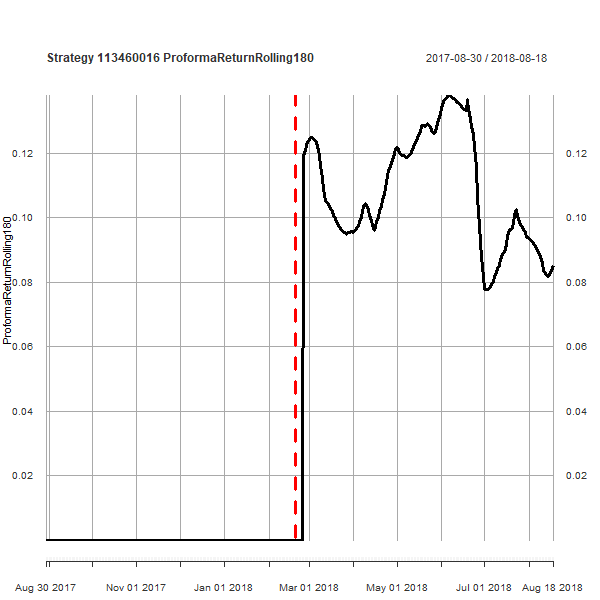 Strategy 113460016 ProformaReturnRolling180
2017-08-30 / 2018-08-18
ProformaReturnRolling180
0.12
0.10
0.08
0.06
0.04
0.02
0.12
0.10
0.08
0.06
0.04
0.02
Aug 30 2017
Nov 01 2017
Jan 01 2018
Mar 01 2018
May 01 2018
Jul 01 2018
Aug 18 2018